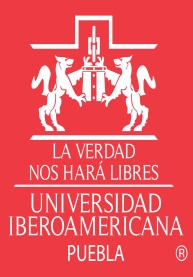 LA VERDAD
NOS HARÁ LIBRES
UNIVERSIDAD
IBEROAMERICANA
PUEBLA ®